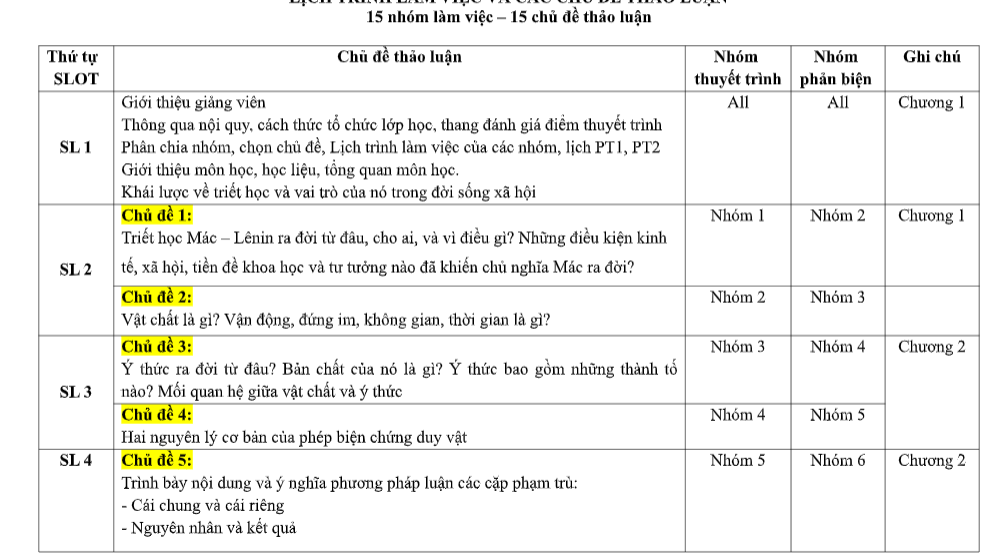 LỊCH TRÌNH LÀM VIỆC VÀ CÁC CHỦ ĐỀ THẢO LUẬN
15 nhóm làm việc – 15 chủ đề thảo luận
Thứ tự SLOT
Chủ đề thảo luận
Nhóm thuyết trình
Nhóm phản biện
Ghi chú
SL 1
Giới thiệu giảng viên
Thông qua nội quy, cách thức tổ chức lớp học, thang đánh giá điểm thuyết trình
Phân chia nhóm, chọn chủ đề, Lịch trình làm việc của các nhóm, lịch PT1, PT2
Giới thiệu môn học, học liệu, tổng quan môn học.
Khái lược về triết học và vai trò của nó trong đời sống xã hội
All
All
Chương 1
SL 2
Chủ đề 1:
Triết học Mác – Lênin ra đời từ đâu, cho ai, và vì điều gì? Những điều kiện kinh
tế, xã hội, tiền đề khoa học và tư tưởng nào đã khiến chủ nghĩa Mác ra đời?
Nhóm 1
Nhóm 2
Chương 1
Chủ đề 2:
Vật chất là gì? Vận động, đứng im, không gian, thời gian là gì?
Nhóm 2
Nhóm 3
SL 3
Chủ đề 3:
Ý thức ra đời từ đâu? Bản chất của nó là gì? Ý thức bao gồm những thành tố
nào? Mối quan hệ giữa vật chất và ý thức
Nhóm 3
Nhóm 4
Chương 2
Chủ đề 4:
Hai nguyên lý cơ bản của phép biện chứng duy vật
Nhóm 4
Nhóm 5
SL 4
Chủ đề 5:
Trình bày nội dung và ý nghĩa phương pháp luận các cặp phạm trù:
- Cái chung và cái riêng
- Nguyên nhân và kết quả
Nhóm 5
Nhóm 6
Chương 2